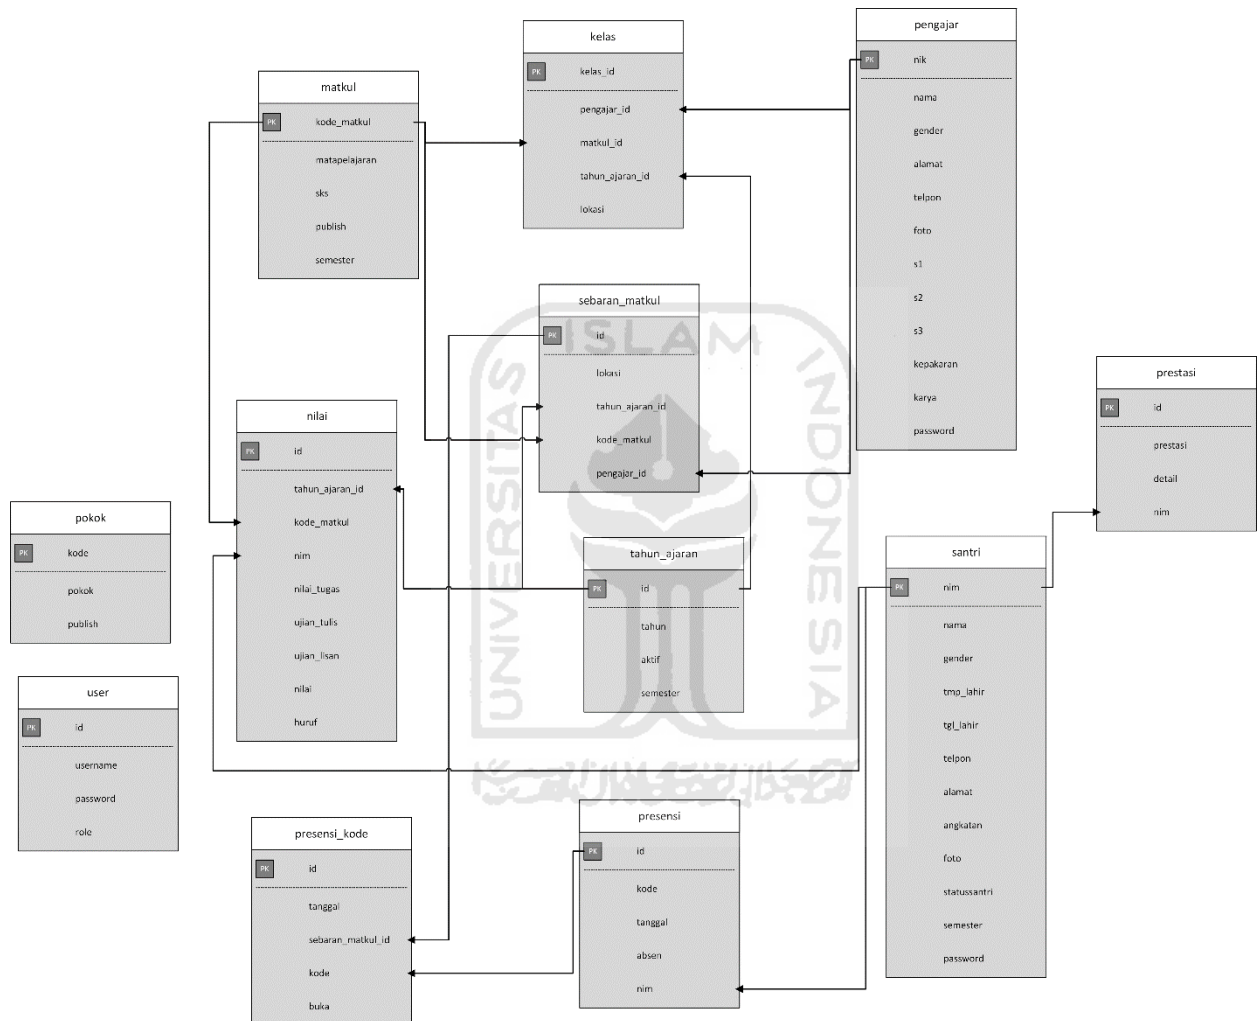 kelas
PK kelas_id
pengajar_id
matkul_id
tahun_ajaran_id
lokasi
pengajar
PK nik
nama
gender
alamat
telpon
foto
s1
s2
s3
kepakaran
karya
password
matkul
PK kode_matkul
matapelajaran
sks
publish
semester
sebaran_matkul
PK id
lokasi
tahun_ajaran_id
kode_matkul
pengajar_id
prestasi
PK id
prestasi
detail
nim
nilai
PK id
tahun_ajaran_id
kode_matkul
nim
nilai_tugas
ujian_tulis
ujian_lisan
nilai
huruf
pokok
PK kode
pokok
publish
tahun_ajaran
PK id
tahun
aktif
semester
santri
PK nim
nama
gender
tmp_lahir
tgl_lahir
telpon
alamat
angkatan
foto
statussantri
semester
password
user
PK id
username
password
role
presensi_kode
PK id
tanggal
sebaran_matkul_id
kode
buka
presensi
PK id
kode
tanggal
absen
nim
UNIVERSITAS
ISLAM
INDONESIA